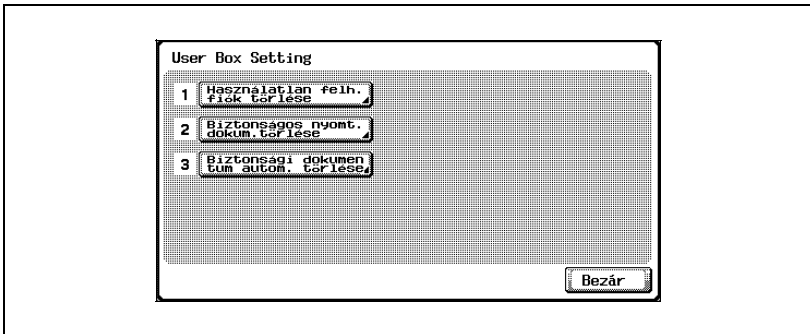 User Box Setting
1 Használatlan felh.
fiók törlése
2 Biztonságos nyomt.
dokum.törlése
3 Biztonsági dokumen
tum autom. törlése
Bezár